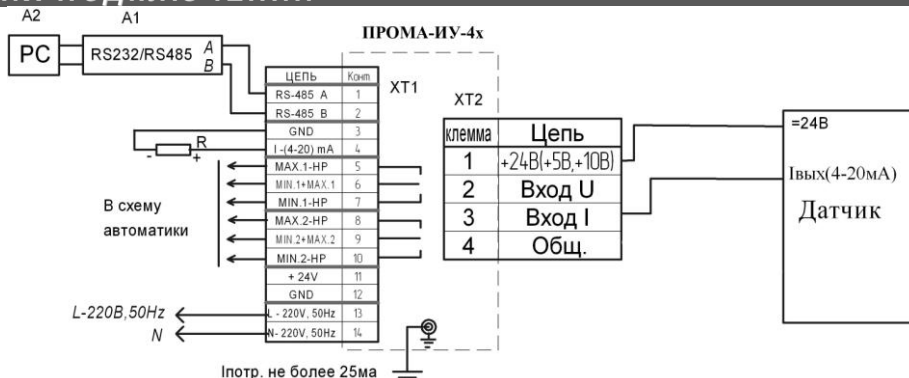 A2 A1
ПРОМА-ИУ-4х
PC RS232/RS485 A
B
XT1
ЦЕПЬ Конт
RS-485 A 1
RS-485 B 2
GND 3
I -(4-20) mA 4
MAX.1-HP 5
MIN.1+MAX.1 6
MIN.1-HP 7
MAX.2-HP 8
MIN.2+MAX.2 9
MIN.2-HP 10
+ 24V 11
GND 12
L - 220V, 50Hz 13
N- 220V, 50Hz 14
R
- +
В схему
автоматики
L-220В,50Hz
N
Iпотр. не более 25ма
XT2
клемма Цепь
1 +24В(+5В,+10В)
2 Вход U
3 Вход I
4 Общ.
=24В
Iвых(4-20мА)
Датчик